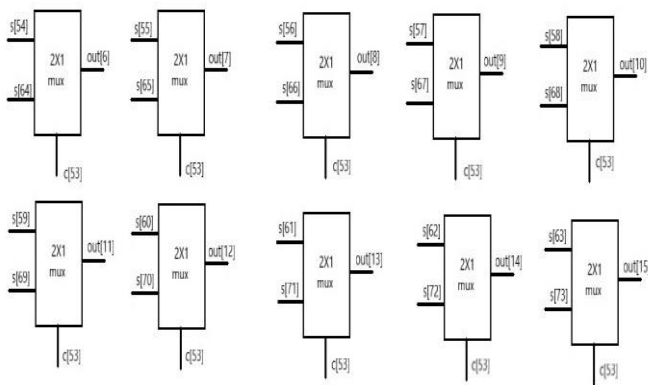 s[54]
2X1
mux
out[6]
s[64]
c[53]
s[55]
2X1
mux
out[7]
s[65]
c[53]
s[56]
2X1
mux
out[8]
s[66]
c[53]
s[57]
2X1
mux
out[9]
s[67]
c[53]
s[58]
2X1
mux
out[10]
s[68]
c[53]
s[59]
2X1
mux
out[11]
s[69]
c[53]
s[60]
2X1
mux
out[12]
s[70]
c[53]
s[61]
2X1
mux
out[13]
s[71]
c[53]
s[62]
2X1
mux
out[14]
s[72]
c[53]
s[63]
2X1
mux
out[15
s[73]
c[53]